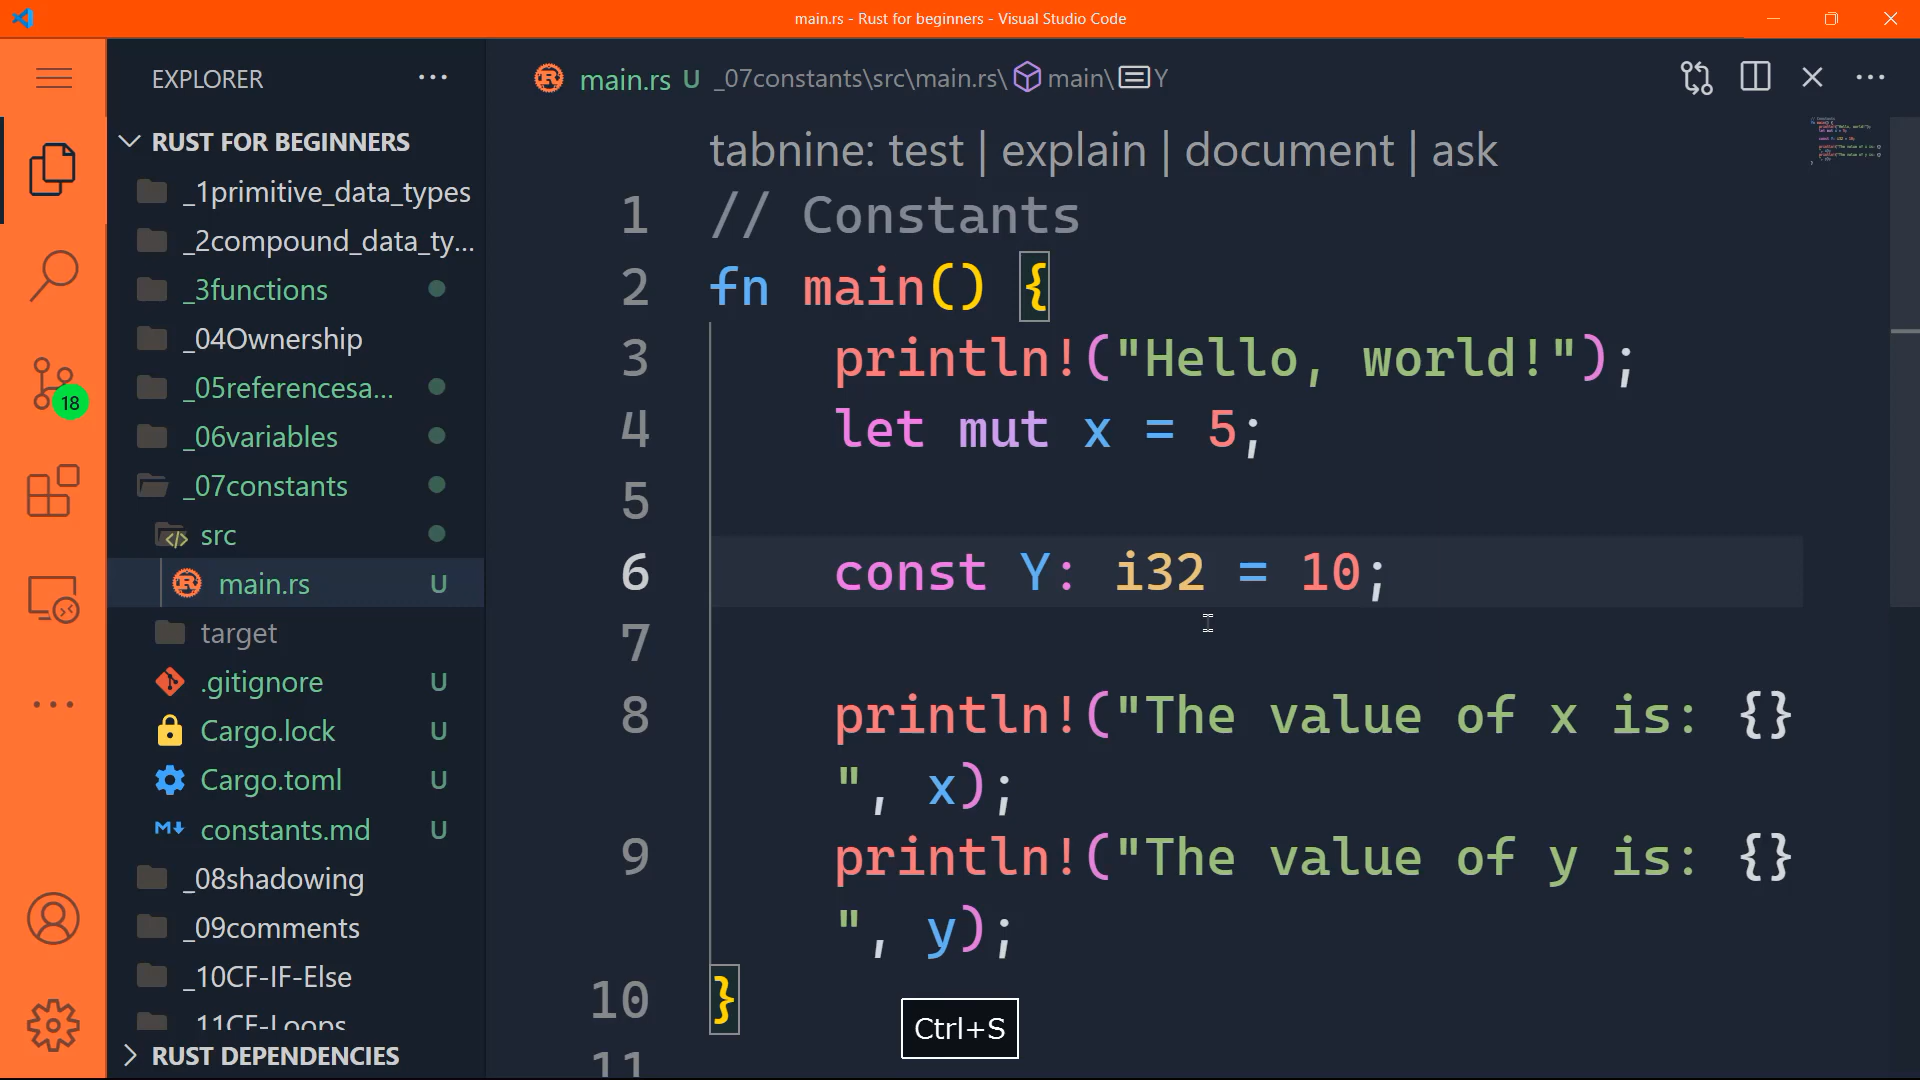 main.rs - Rust for beginners - Visual Studio Code
EXPLORER
RUST FOR BEGINNERS
_1primitive_data_types
_2compound_data_ty...
_3functions
_04Ownership
_05referencesa...
_06variables
_07constants
src
main.rs U
target
.gitignore U
Cargo.lock U
Cargo.toml U
constants.md U
_08shadowing
_09comments
_10CF-IF-Else
_11CF-Loops
RUST DEPENDENCIES
18
main.rs U _07constants\src\main.rs\ main\ Y
tabnine: test | explain | document | ask
1 // Constants
2 fn main() {
3 println!("Hello, world!");
4 let mut x = 5;
5
6 const Y: i32 = 10;
7
8 println!("The value of x is: {}
", x);
9 println!("The value of y is: {}
", y);
10 }
11
Ctrl+S